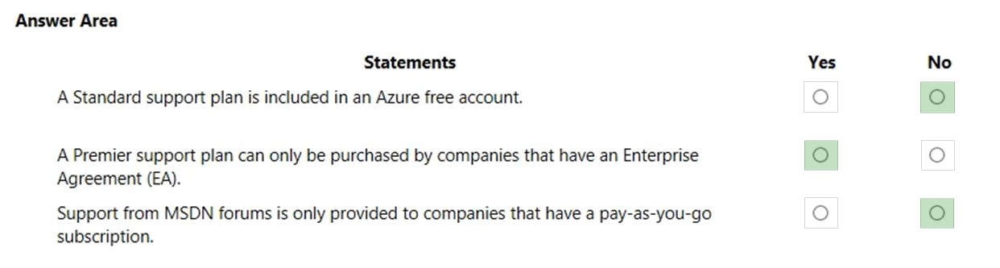 Answer Area
Statements Yes No
A Standard support plan is included in an Azure free account.
A Premier support plan can only be purchased by companies that have an Enterprise
Agreement (EA).
Support from MSDN forums is only provided to companies that have a pay-as-you-go
subscription.